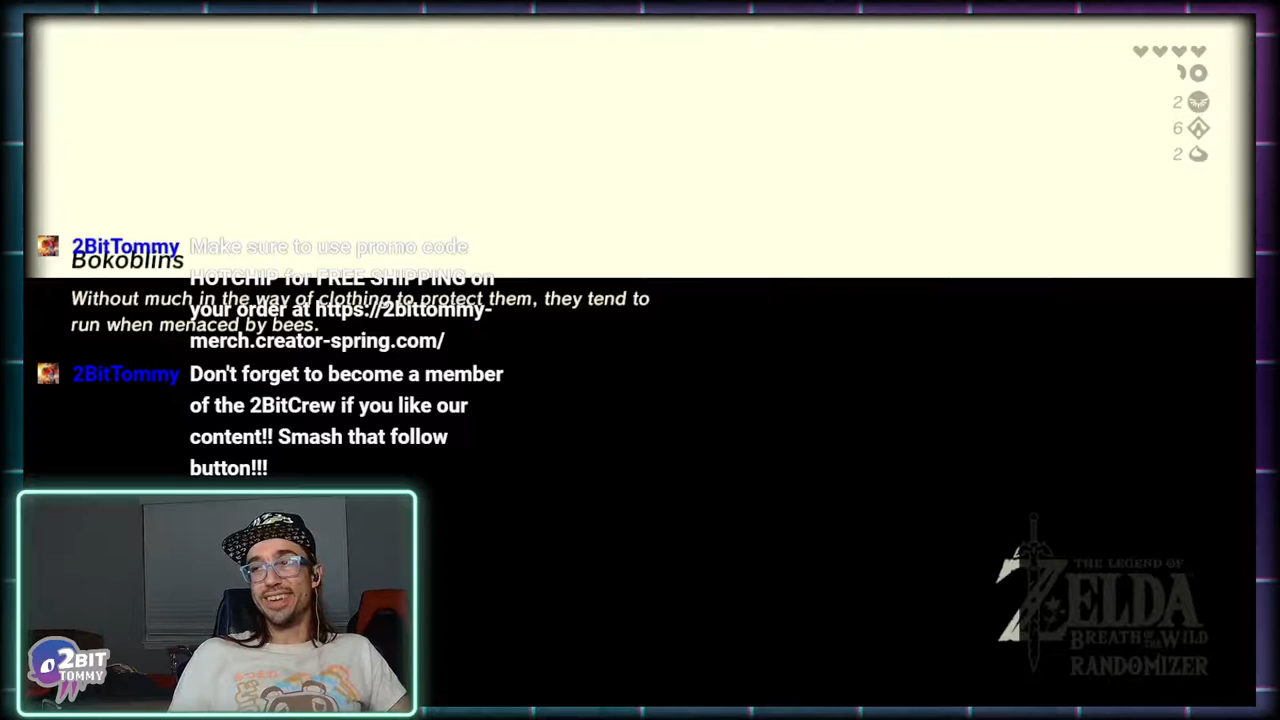 2
6
2
2BitTommy Make sure to use promo code
Bokoblins
HOTCHIP for FREE SHIPPING on
Without much in the way of clothing to protect them, they tend to
your order at https://2bittommy-
run when menaced by bees.
merch.creator-spring.com/
2BitTommy Don't forget to become a member
of the 2BitCrew if you like our
content!! Smash that follow
button!!!
2BIT
TOMMY
THE LEGEND OF
ZELDA
BREATH OF THE WILD
RANDOMIZER